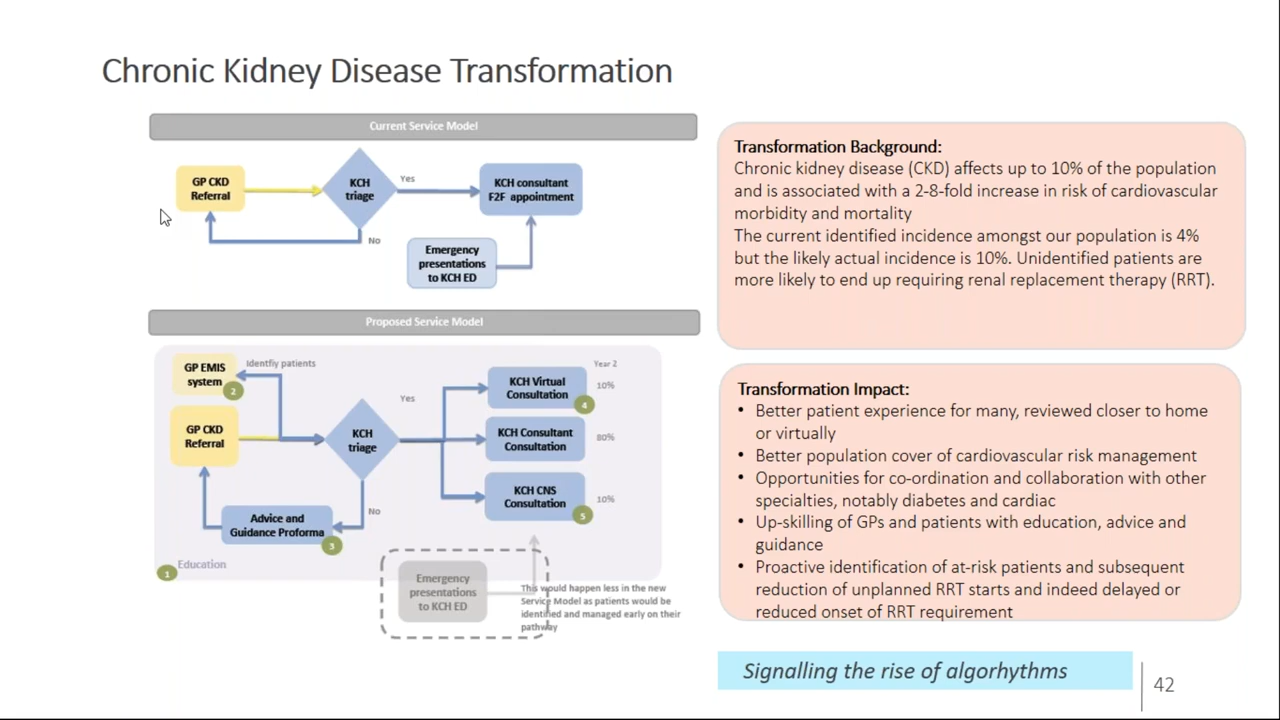 Chronic Kidney Disease Transformation
Current Service Model
GP CKD
Referral
KCH
triage
Yes
No
KCH consultant
F2F appointment
Emergency
presentations
to KCH ED
Proposed Service Model
GP EMIS
system
2
Identfiy patients
GP CKD
Referral
KCH
triage
Yes
No
Advice and
Guidance Proforma
3
1
Education
Year 2
KCH Virtual
Consultation
4
10%
KCH Consultant
Consultation
80%
KCH CNS
Consultation
5
10%
Emergency
presentations
to KCH ED
This would happen less in the new
Service Model as patients would be
identified and managed early on their
pathway
Transformation Background:
Chronic kidney disease (CKD) affects up to 10% of the population
and is associated with a 2-8-fold increase in risk of cardiovascular
morbidity and mortality
The current identified incidence amongst our population is 4%
but the likely actual incidence is 10%. Unidentified patients are
more likely to end up requiring renal replacement therapy (RRT).
Transformation Impact:
• Better patient experience for many, reviewed closer to home
or virtually
• Better population cover of cardiovascular risk management
• Opportunities for co-ordination and collaboration with other
specialties, notably diabetes and cardiac
• Up-skilling of GPs and patients with education, advice and
guidance
• Proactive identification of at-risk patients and subsequent
reduction of unplanned RRT starts and indeed delayed or
reduced onset of RRT requirement
Signalling the rise of algorhythms
42